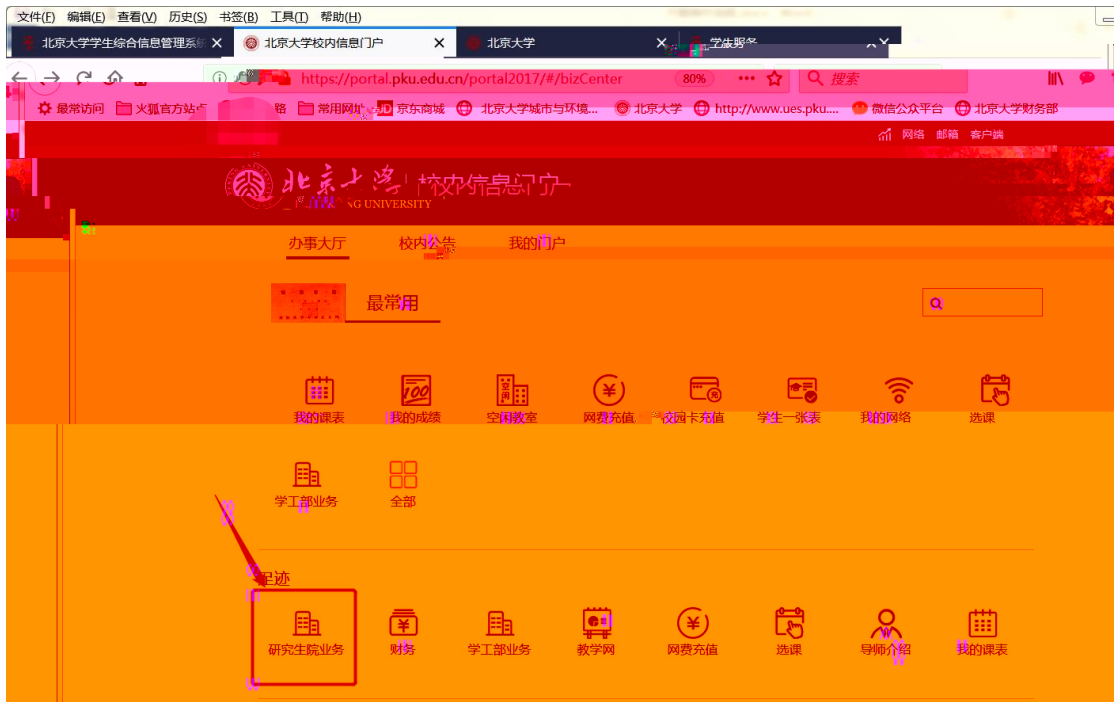 文件(F) 编辑(E) 查看(V) 历史(S) 书签(B) 工具(T) 帮助(H)
北京大学学生综合信息管理系统 北京大学校内信息门户 北京大学
https://portal.pku.edu.cn/portal2017/#/bizCenter 80% 搜索
最常访问 火狐官方站点 常用网址 JD 京东商城 北京大学城市与环境... 北京大学 http://www.ues.pku.... 微信公众平台 北京大学财务部
网络 邮箱 客户端
北京大学 校内信息门户
UNIVERSITY
办事大厅 校内公告 我的门户
最常用
我的课表 我的成绩 空闲教室 网费充值 校园卡充值 学生一张表 我的网络 选课
学工部业务 全部
足迹
研究生院业务 财务 学工部业务 教学网 网费充值 选课 导师介绍 我的课表